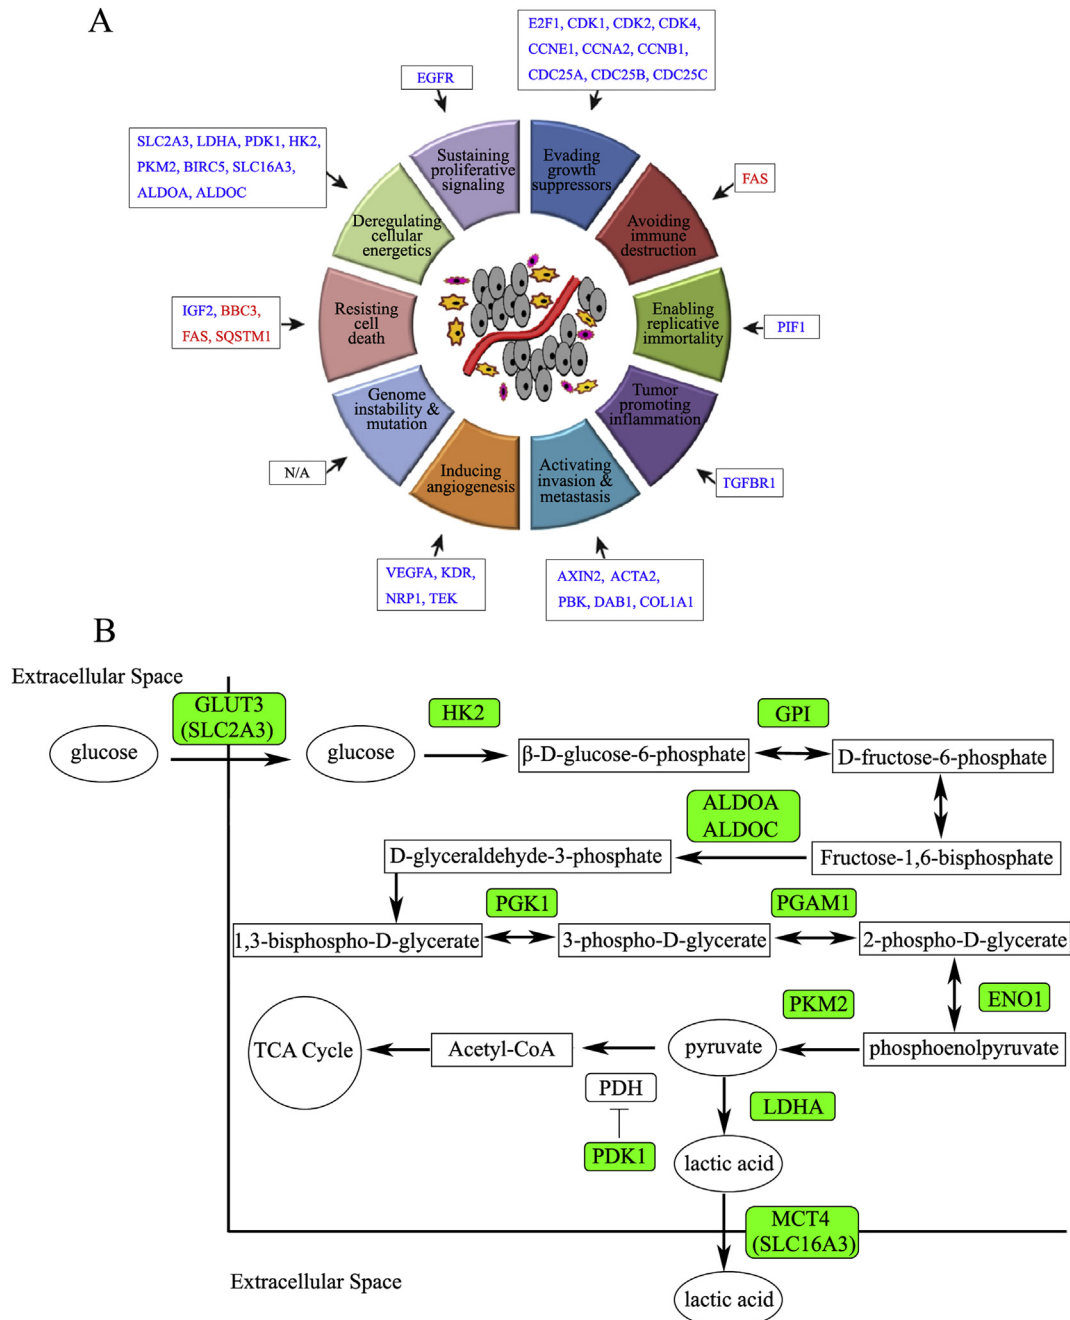 A
E2F1, CDK1, CDK2, CDK4,
CCNE1, CCNA2, CCNB1,
CDC25A, CDC25B, CDC25C
EGFR
SLC2A3, LDHA, PDK1, HK2,
PKM2, BIRC5, SLC16A3,
ALDOA, ALDOC
Sustaining
proliferative
signaling
Evading
growth
suppressors
FAS
Deregulating
cellular
energetics
Avoiding
immune
destruction
IGF2, BBC3,
FAS, SQSTM1
Resisting
cell
death
Enabling
replicative
immortality
PIF1
Genome
instability &
mutation
Tumor
promoting
inflammation
N/A
Inducing
angiogenesis
Activating
invasion &
metastasis
TGFBR1
VEGFA, KDR,
NRP1, TEK
AXIN2, ACTA2,
PBK, DAB1, COL1A1
B
Extracellular Space
GLUT3
(SLC2A3)
HK2
GPI
glucose
glucose
β-D-glucose-6-phosphate
D-fructose-6-phosphate
ALDOA
ALDOC
D-glyceraldehyde-3-phosphate
Fructose-1,6-bisphosphate
PGK1
PGAM1
1,3-bisphospho-D-glycerate
3-phospho-D-glycerate
2-phospho-D-glycerate
PKM2
ENO1
TCA Cycle
Acetyl-CoA
pyruvate
phosphoenolpyruvate
PDH
LDHA
PDK1
lactic acid
MCT4
(SLC16A3)
Extracellular Space
lactic acid